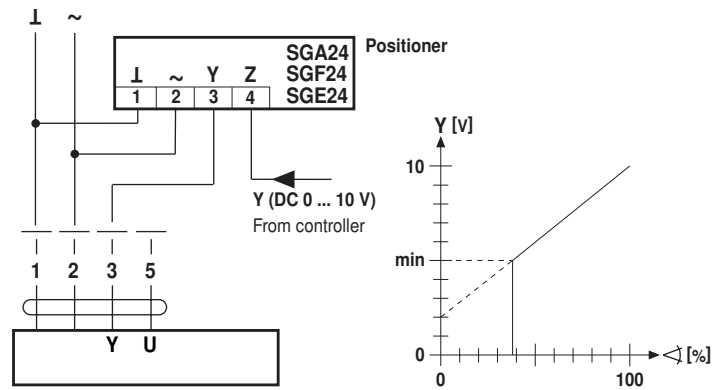 ⊥ ~
SGA24
SGF24
SGE24
Positioner
⊥ ~ Y Z
1 2 3 4
Y (DC 0 ... 10 V)
From controller
1 2 3 5
Y U
Y [V]
10
min
0
0 100
[%]